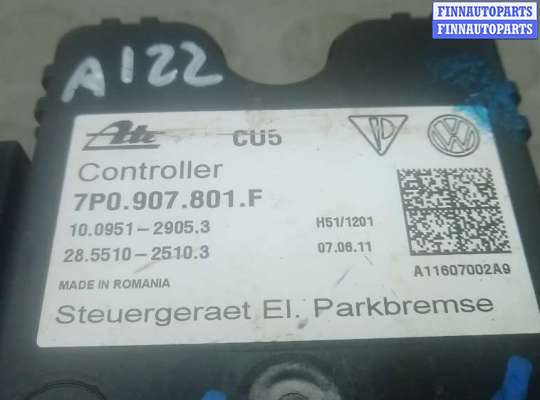 FINNAUTOPARTS
FINNAUTOPARTS
A122
Ate
CU5
Controller
7P0.907.801.F
10.0951-2905.3
H51/1201
28.5510-2510.3
07.06.11
A11607002A9
MADE IN ROMANIA
Steuergeraet El. Parkbremse